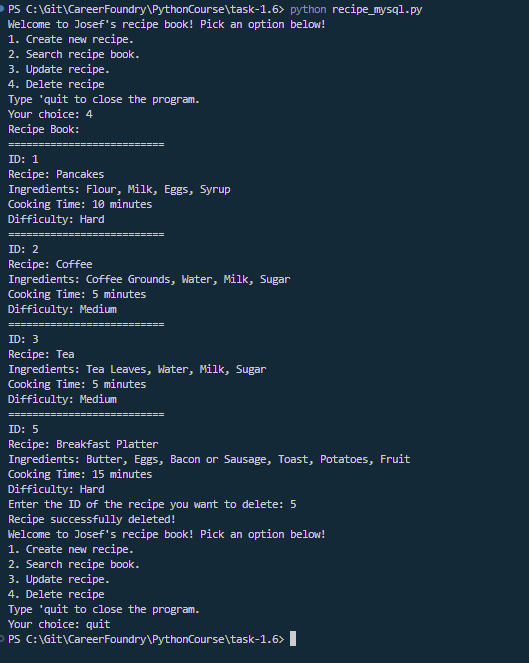 PS C:\Git\CareerFoundry\PythonCourse\task-1.6> python recipe_mysql.py
Welcome to Josef's recipe book! Pick an option below!
1. Create new recipe.
2. Search recipe book.
3. Update recipe.
4. Delete recipe
Type 'quit to close the program.
Your choice: 4
Recipe Book:
==========================
ID: 1
Recipe: Pancakes
Ingredients: Flour, Milk, Eggs, Syrup
Cooking Time: 10 minutes
Difficulty: Hard
==========================
ID: 2
Recipe: Coffee
Ingredients: Coffee Grounds, Water, Milk, Sugar
Cooking Time: 5 minutes
Difficulty: Medium
==========================
ID: 3
Recipe: Tea
Ingredients: Tea Leaves, Water, Milk, Sugar
Cooking Time: 5 minutes
Difficulty: Medium
==========================
ID: 5
Recipe: Breakfast Platter
Ingredients: Butter, Eggs, Bacon or Sausage, Toast, Potatoes, Fruit
Cooking Time: 15 minutes
Difficulty: Hard
Enter the ID of the recipe you want to delete: 5
Recipe successfully deleted!
Welcome to Josef's recipe book! Pick an option below!
1. Create new recipe.
2. Search recipe book.
3. Update recipe.
4. Delete recipe
Type 'quit to close the program.
Your choice: quit
PS C:\Git\CareerFoundry\PythonCourse\task-1.6>